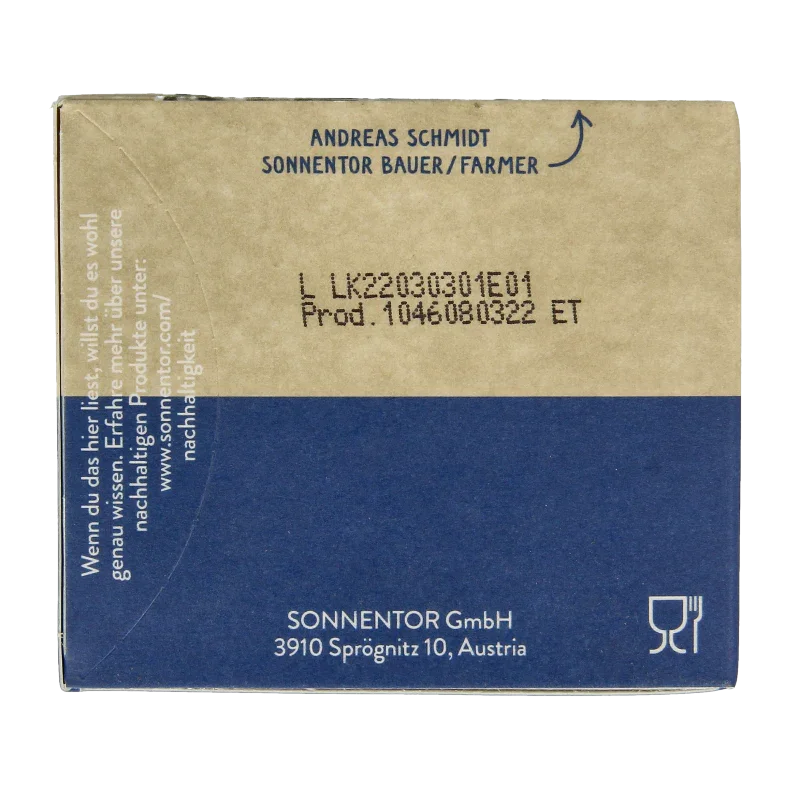 ANDREAS SCHMIDT
SONNENTOR BAUER/FARMER
L LK22030301E01
Prod.1046080322 ET
Wenn du das hier liest, willst du es wohl
genau wissen. Erfahre mehr über unsere
nachhaltigen Produkte unter:
www.sonnentor.com/
nachhaltigkeit
SONNENTOR GmbH
3910 Sprögnitz 10, Austria